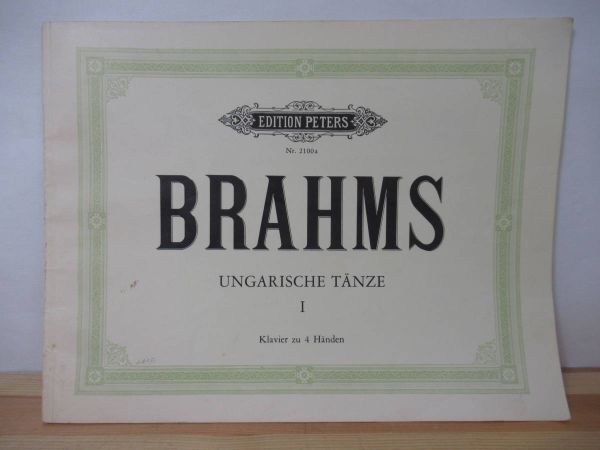 EDITION PETERS
Nr. 2100a
BRAHMS
UNGARISCHE TÄNZE
I
Klavier zu 4 Händen